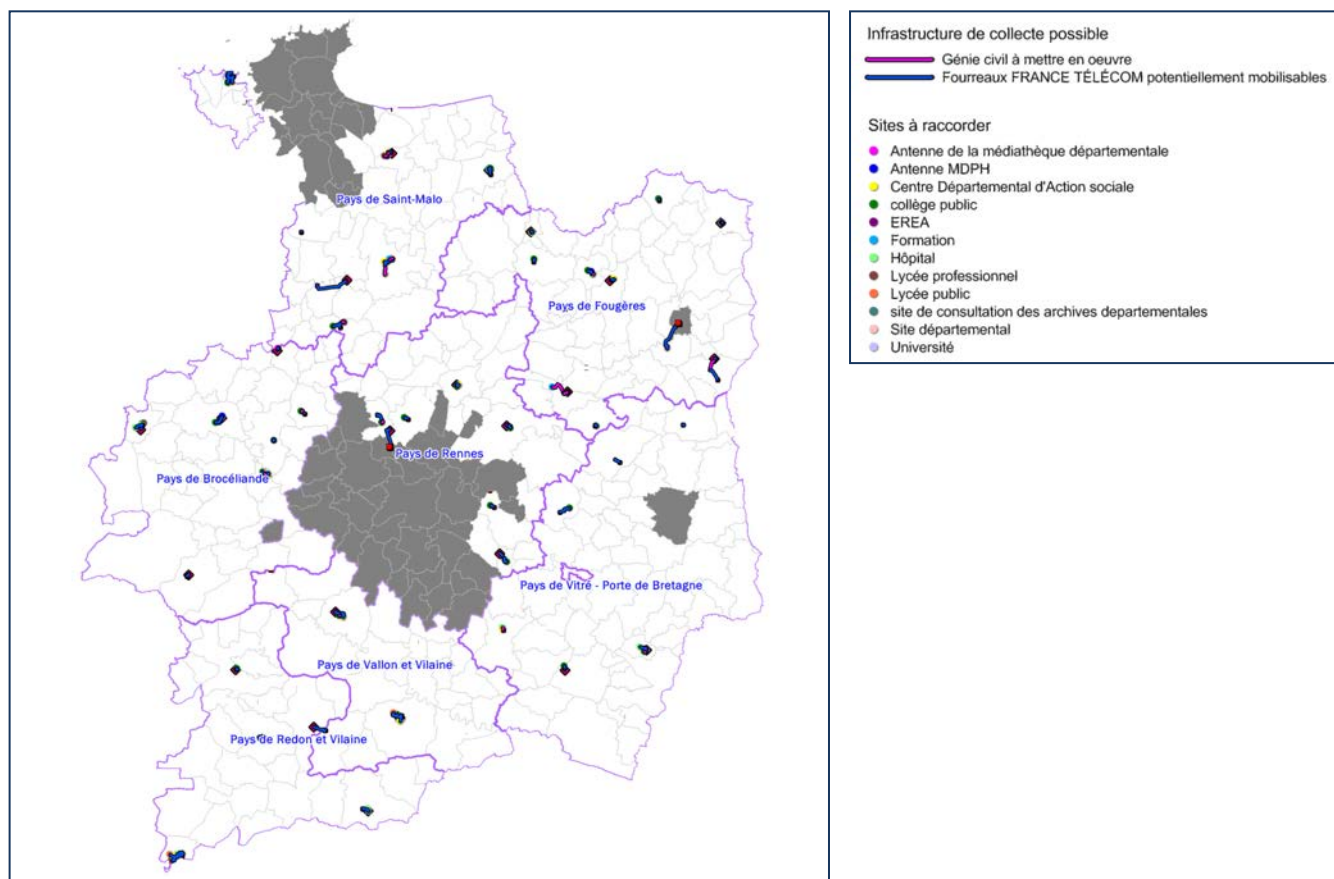 Pays de Saint-Malo
Pays de Fougères
Pays de Rennes
Pays de Brocéliande
Pays de Vitré - Porte de Bretagne
Pays de Vallon et Vilaine
Pays de Redon et Vilaine
Infrastructure de collecte possible
Génie civil à mettre en oeuvre
Fourreaux FRANCE TÉLÉCOM potentiellement mobilisables
Sites à raccorder
Antenne de la médiathèque départementale
Antenne MDPH
Centre Départemental d'Action sociale
collège public
EREA
Formation
Hôpital
Lycée professionnel
Lycée public
site de consultation des archives departementales
Site départemental
Université